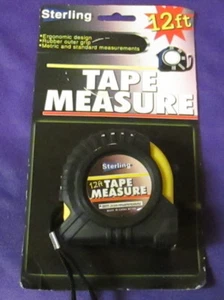 Sterling
12ft
•Ergonomic design
•Rubber outer grip
•Metric and standard measurements
TAPE
MEASURE
Sterling
12ft TAPE
MEASURE